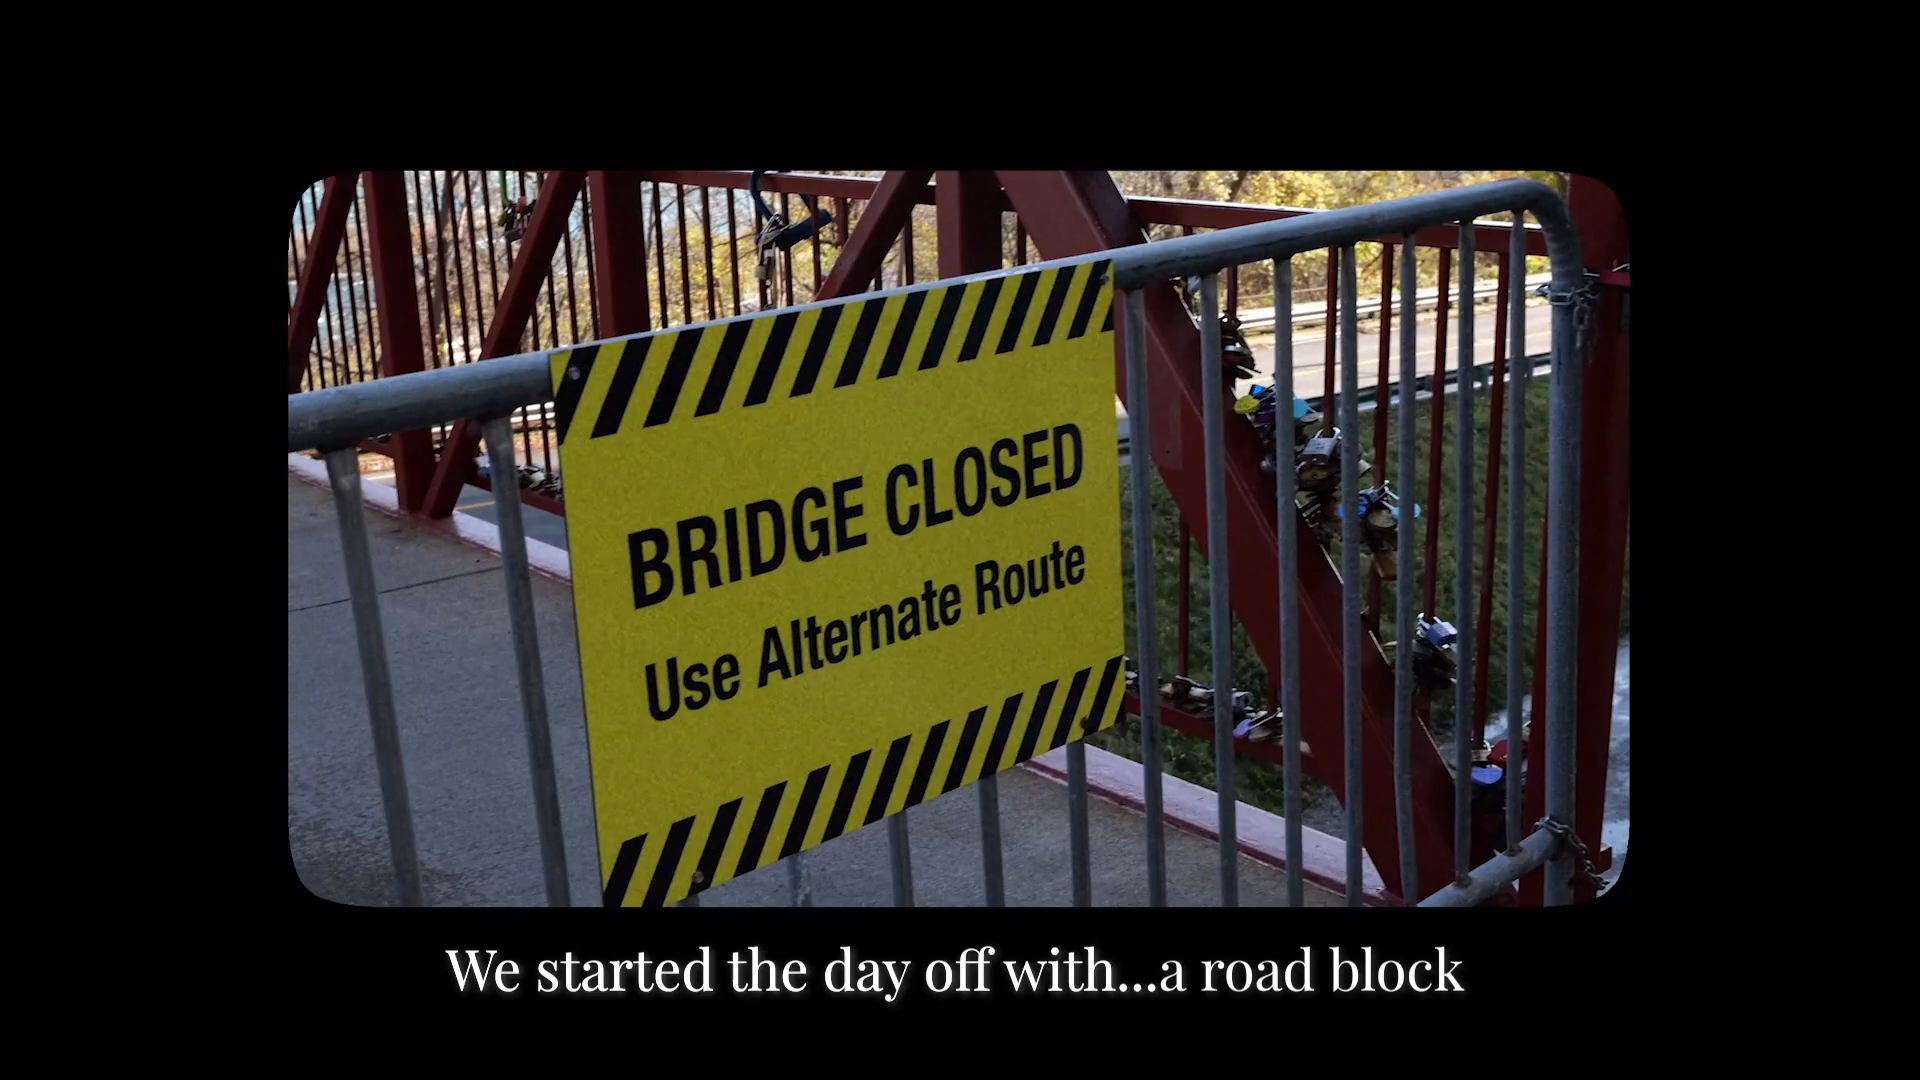 BRIDGE CLOSED
Use Alternate Route
We started the day off with...a road block